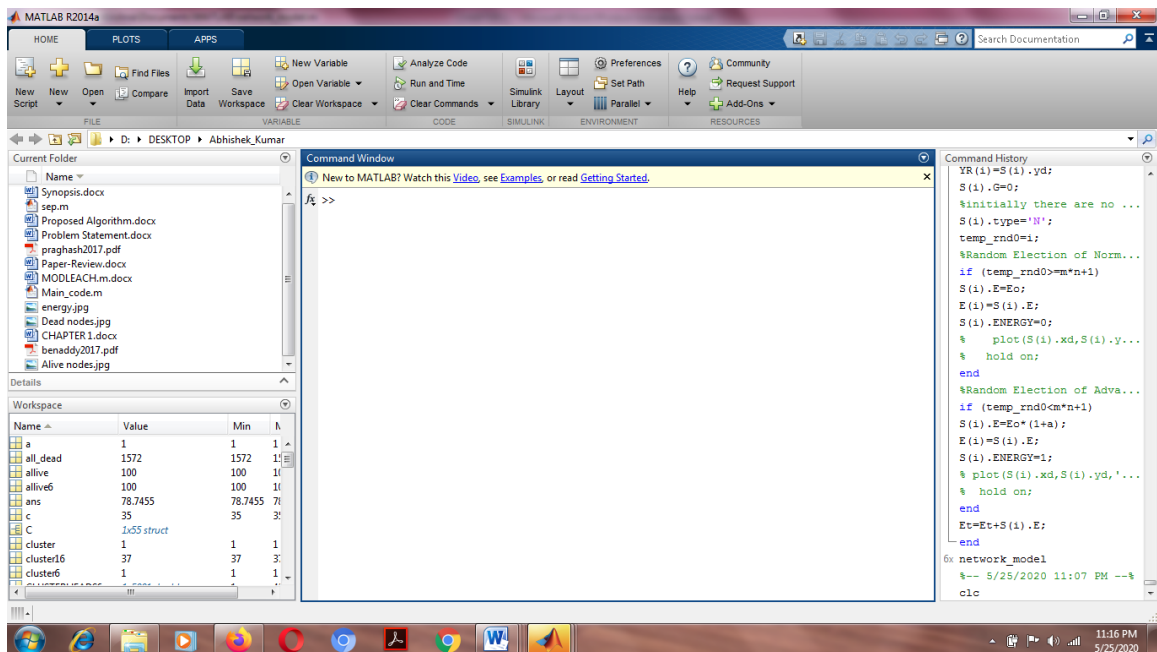 MATLAB R2014a
HOME PLOTS APPS
Search Documentation
New Script
New
Open
Find Files
Compare
Import Data
Save Workspace
New Variable
Open Variable
Clear Workspace
Analyze Code
Run and Time
Clear Commands
Simulink Library
Layout
Preferences
Set Path
Parallel
Help
Community
Request Support
Add-Ons
FILE VARIABLE CODE SIMULINK ENVIRONMENT RESOURCES
D: DESKTOP Abhishek_Kumar
Current Folder
Name
Synopsis.docx
sep.m
Proposed Algorithm.docx
Problem Statement.docx
praghash2017.pdf
Paper-Review.docx
MODLEACH.m.docx
Main_code.m
energy.jpg
Dead nodes.jpg
CHAPTER 1.docx
benaddy2017.pdf
Alive nodes.jpg
Details
Workspace
Name Value Min
a 1 1 1
all_dead 1572 1572
allive 100 100
allive6 100 100
ans 78.7455 78.7455
c 35 35
C 1x55 struct
cluster 1 1 1
cluster16 37 37
cluster6 1 1 1
Command Window
New to MATLAB? Watch this Video, see Examples, or read Getting Started.
fx >>
Command History
YR(i)=S(i).yd;
S(i).G=0;
%initially there are no ...
S(i).type='N';
temp_rnd0=i;
%Random Election of Norm...
if (temp_rnd0>=m*n+1)
S(i).E=Eo;
E(i)=S(i).E;
S(i).ENERGY=0;
% plot(S(i).xd,S(i).y...
% hold on;
end
%Random Election of Adva...
if (temp_rnd0<m*n+1)
S(i).E=Eo*(1+a);
E(i)=S(i).E;
S(i).ENERGY=1;
% plot(S(i).xd,S(i).yd,'...
% hold on;
end
Et=Et+S(i).E;
end
6x network_model
%-- 5/25/2020 11:07 PM --%
clc
11:16 PM
5/25/2020